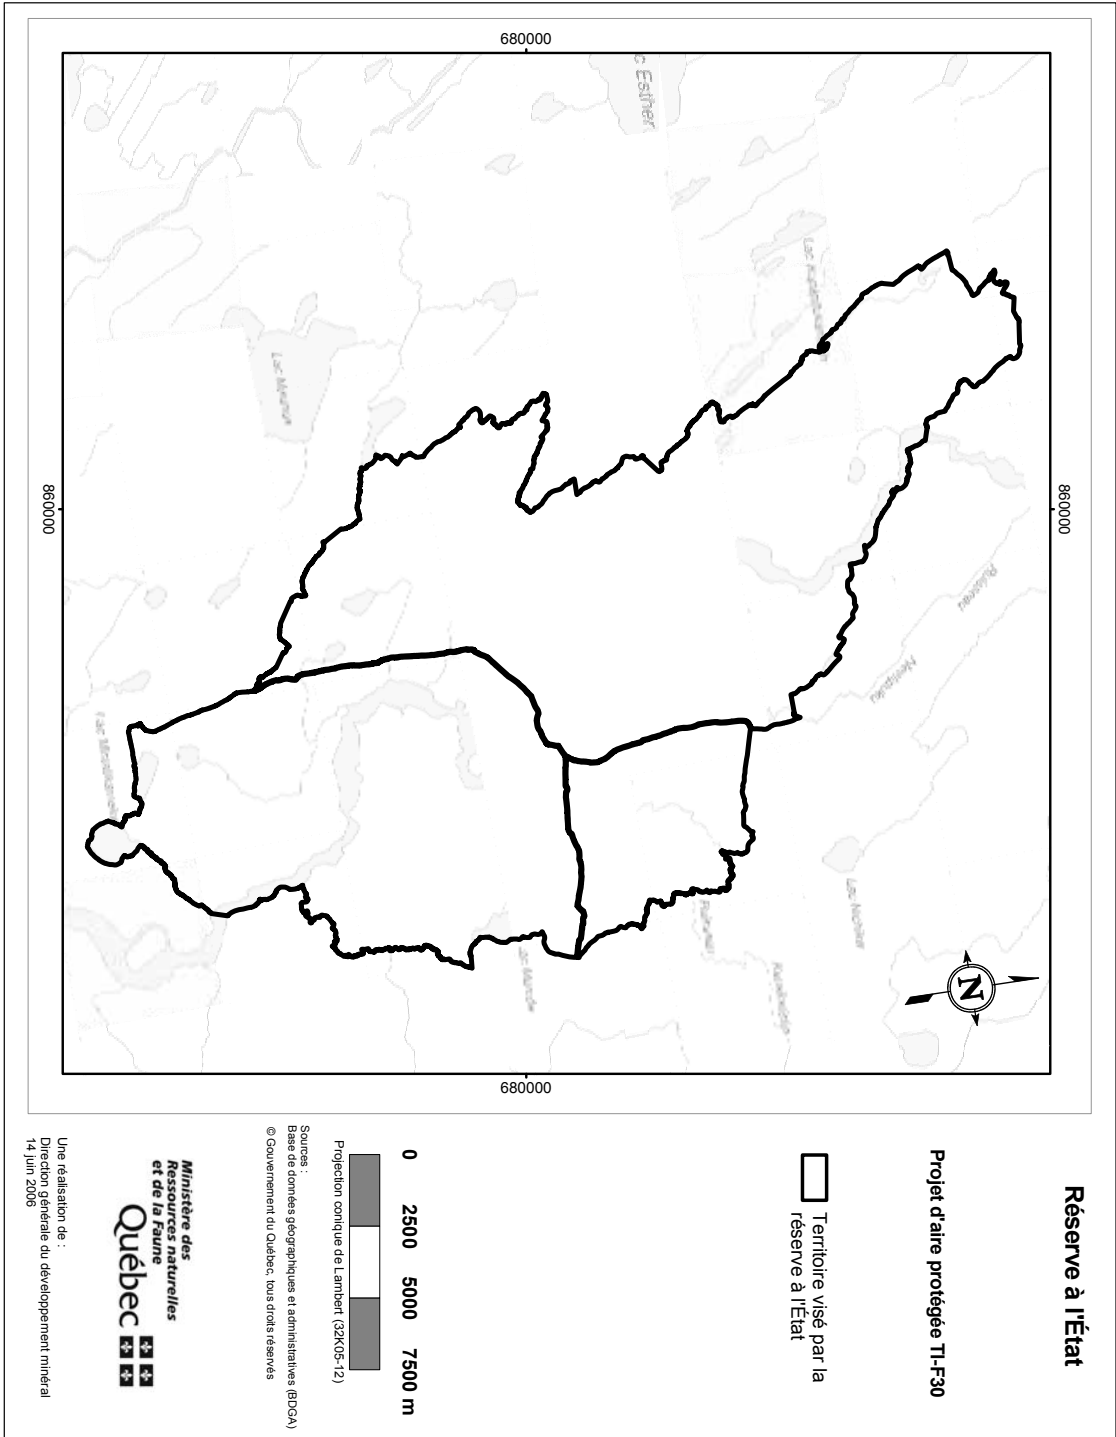 Réserve à l'État
Projet d'aire protégée TI-F30
Territoire visé par la
réserve à l'État
0 2500 5000 7500 m
Projection conique de Lambert (32K05-12)
Sources :
Base de données géographiques et administratives (BDGA)
© Gouvernement du Québec, tous droits réservés
Ministère des
Ressources naturelles
et de la Faune
Québec
Une réalisation de :
Direction générale du développement minéral
14 juin 2006
680000
860000
860000
680000
c Esther
Lac Mesnard
Ruisseau
N